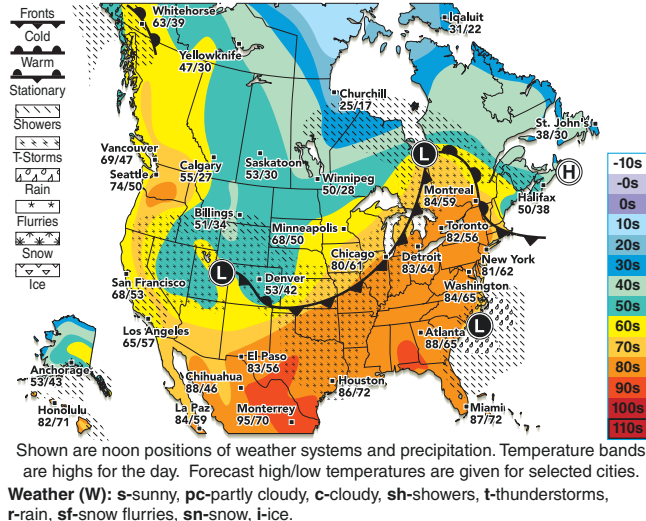 Fronts
Cold
Warm
Stationary
Showers
T-Storms
Rain
Flurries
Snow
Ice
Whitehorse
63/39
Iqaluit
31/22
Yellowknife
47/30
Churchill
25/17
St. John's
38/30
Vancouver
69/47
Seattle
74/50
Calgary
55/27
Saskatoon
53/30
Winnipeg
50/28
L
H
Montreal
84/59
Halifax
50/38
Billings
51/34
Minneapolis
68/50
Toronto
82/56
Chicago
80/61
Detroit
83/64
New York
81/62
San Francisco
68/53
L
Denver
53/42
Washington
84/65
Los Angeles
65/57
Atlanta
88/65
L
El Paso
83/56
Anchorage
53/43
Chihuahua
88/46
Houston
86/72
Honolulu
82/71
La Paz
84/59
Monterrey
95/70
Miami
87/72
-10s
-0s
0s
10s
20s
30s
40s
50s
60s
70s
80s
90s
100s
110s
Shown are noon positions of weather systems and precipitation. Temperature bands
are highs for the day. Forecast high/low temperatures are given for selected cities.
Weather (W): s-sunny, pc-partly cloudy, c-cloudy, sh-showers, t-thunderstorms,
r-rain, sf-snow flurries, sn-snow, i-ice.